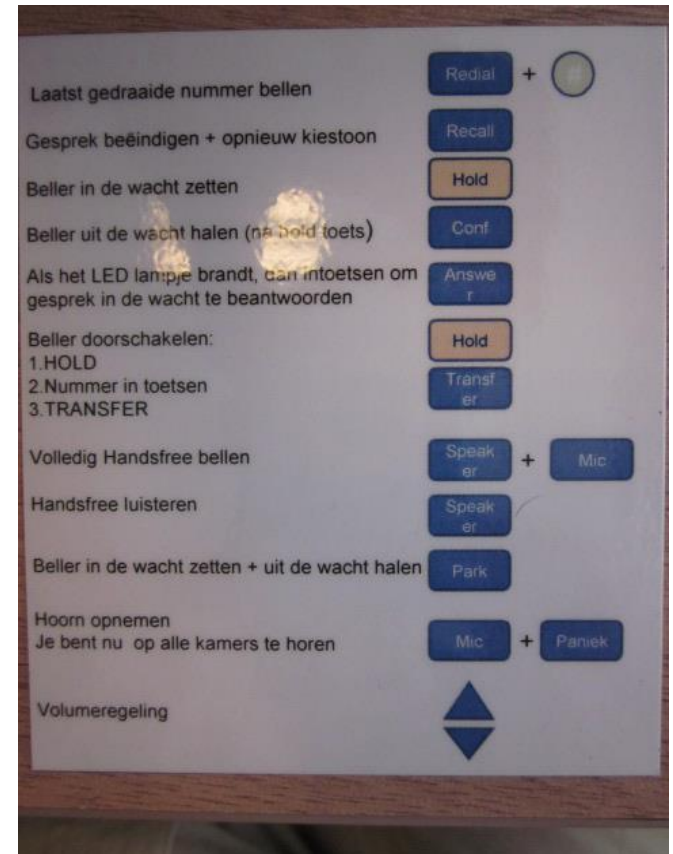 Laatst gedraaide nummer bellen Redial + #
Gesprek beëindigen + opnieuw kiestoon Recall
Beller in de wacht zetten Hold
Beller uit de wacht halen (na hold toets) Conf
Als het LED lampje brandt, dan intoetsen om Answe
gesprek in de wacht te beantwoorden r
Beller doorschakelen: Hold
1.HOLD
2.Nummer in toetsen Transf
3.TRANSFER er
Volledig Handsfree bellen Speak er + Mic
Handsfree luisteren Speak er
Beller in de wacht zetten + uit de wacht halen Park
Hoorn opnemen
Je bent nu op alle kamers te horen Mic + Paniek
Volumeregeling